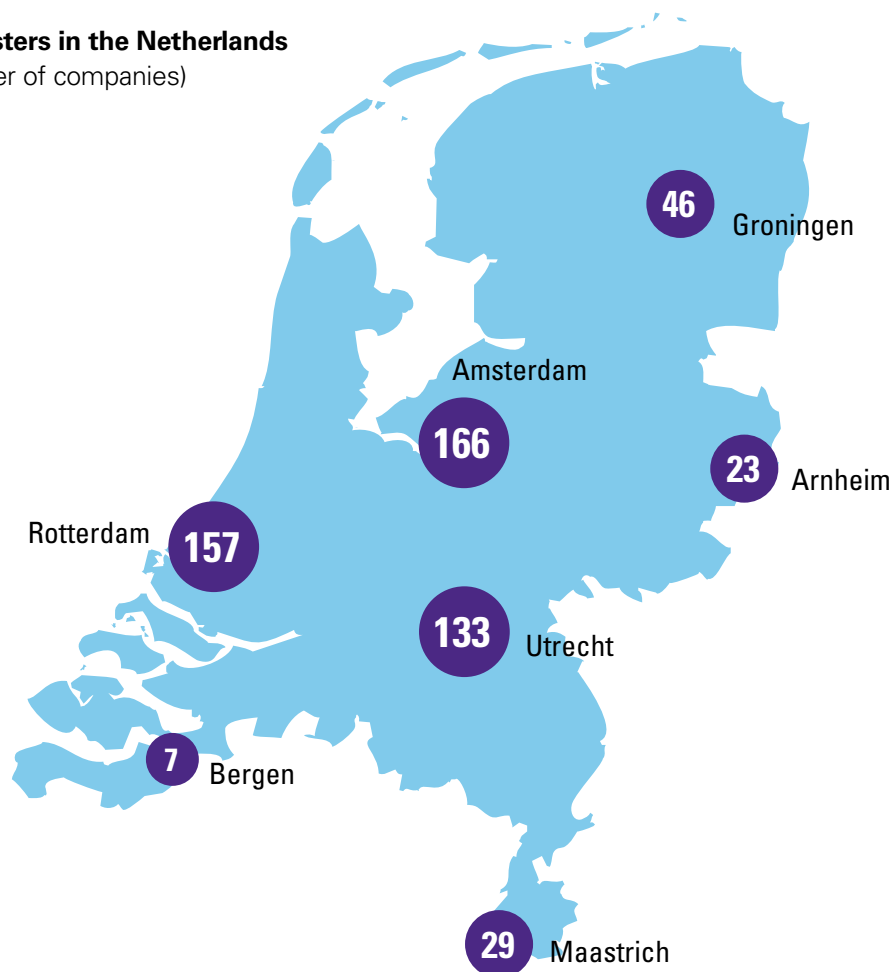 sters in the Netherlands
er of companies)
46
Groningen
Amsterdam
166
23
Arnheim
Rotterdam
157
133
Utrecht
7
Bergen
29
Maastrich